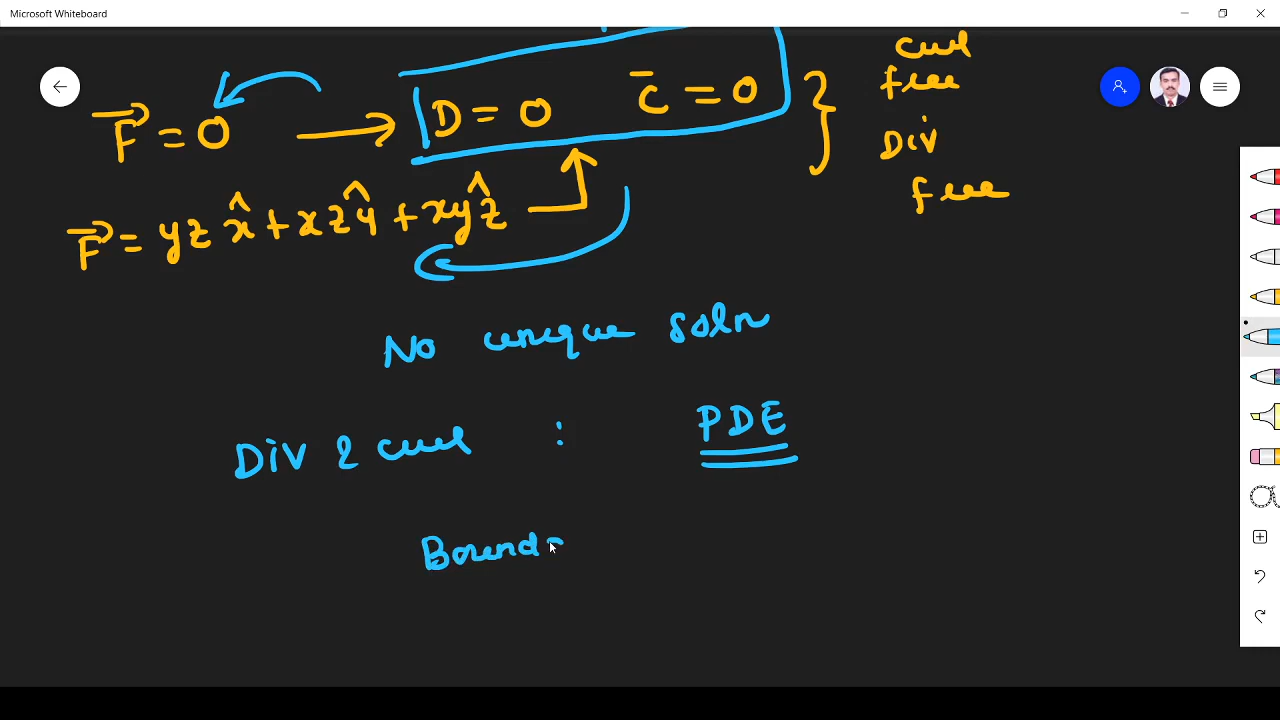 Microsoft Whiteboard
curl
free
F⃗ = 0 → D = 0 C̄ = 0
Div
free
F⃗ = yz x̂ + xz ŷ + xy ẑ
No unique soln
Div & curl : PDE
Bound